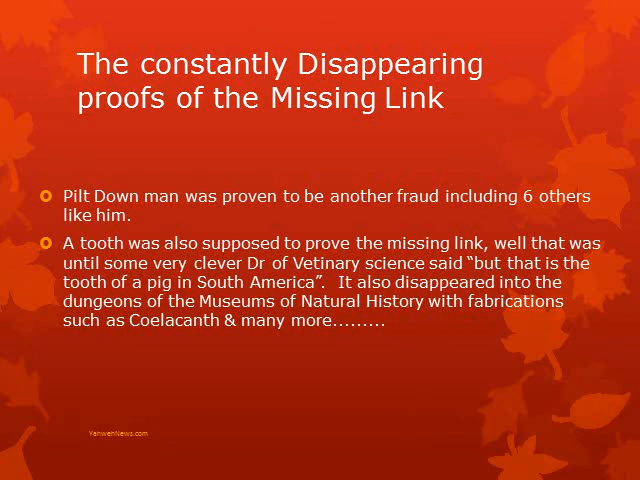 The constantly Disappearing
proofs of the Missing Link
Pilt Down man was proven to be another fraud including 6 others
like him.
A tooth was also supposed to prove the missing link, well that was
until some very clever Dr of Vetinary science said “but that is the
tooth of a pig in South America”.  It also disappeared into the
dungeons of the Museums of Natural History with fabrications
such as Coelacanth & many more.........
YahwehNews.com